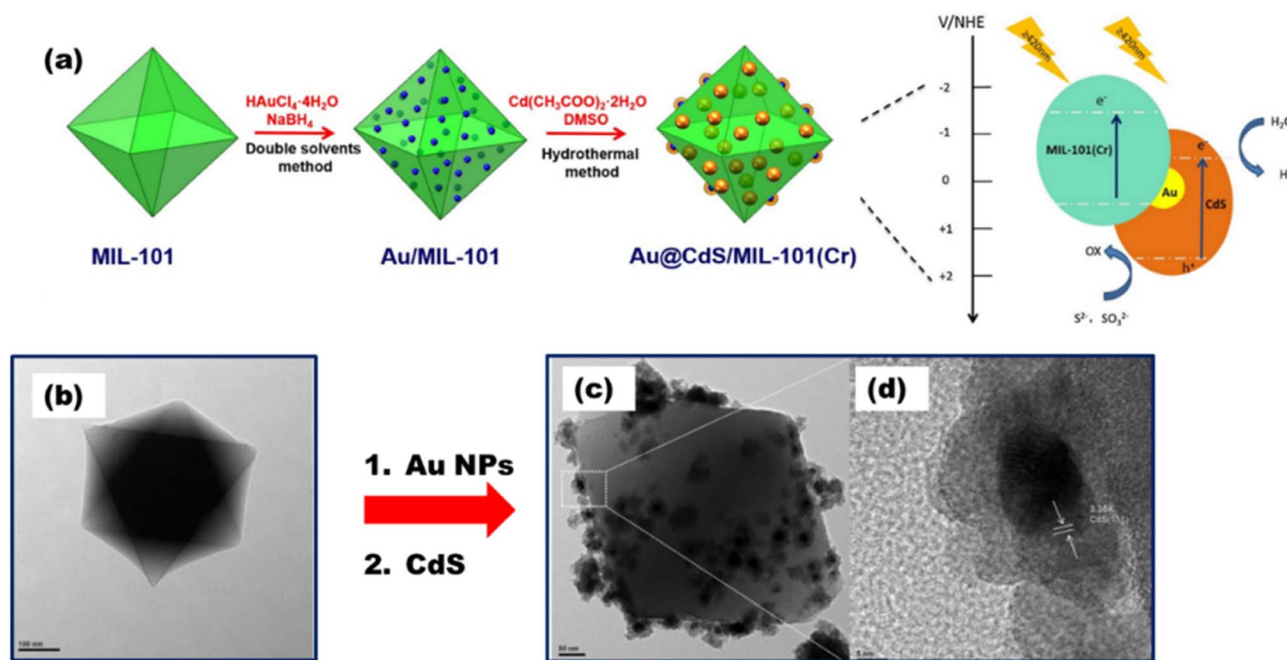 (a)
HAuCl₄·4H₂O
NaBH₄
Double solvents
method
Cd(CH₃COO)₂·2H₂O
DMSO
Hydrothermal
method
MIL-101
Au/MIL-101
Au@CdS/MIL-101(Cr)
V/NHE
-2
-1
0
+1
+2
≥420nm
≥420nm
e⁻
MIL-101(Cr)
e⁻
Au
CdS
h⁺
OX
S²⁻, SO₃²⁻
(b)
100 nm
1. Au NPs
2. CdS
(c)
50 nm
(d)
5 nm